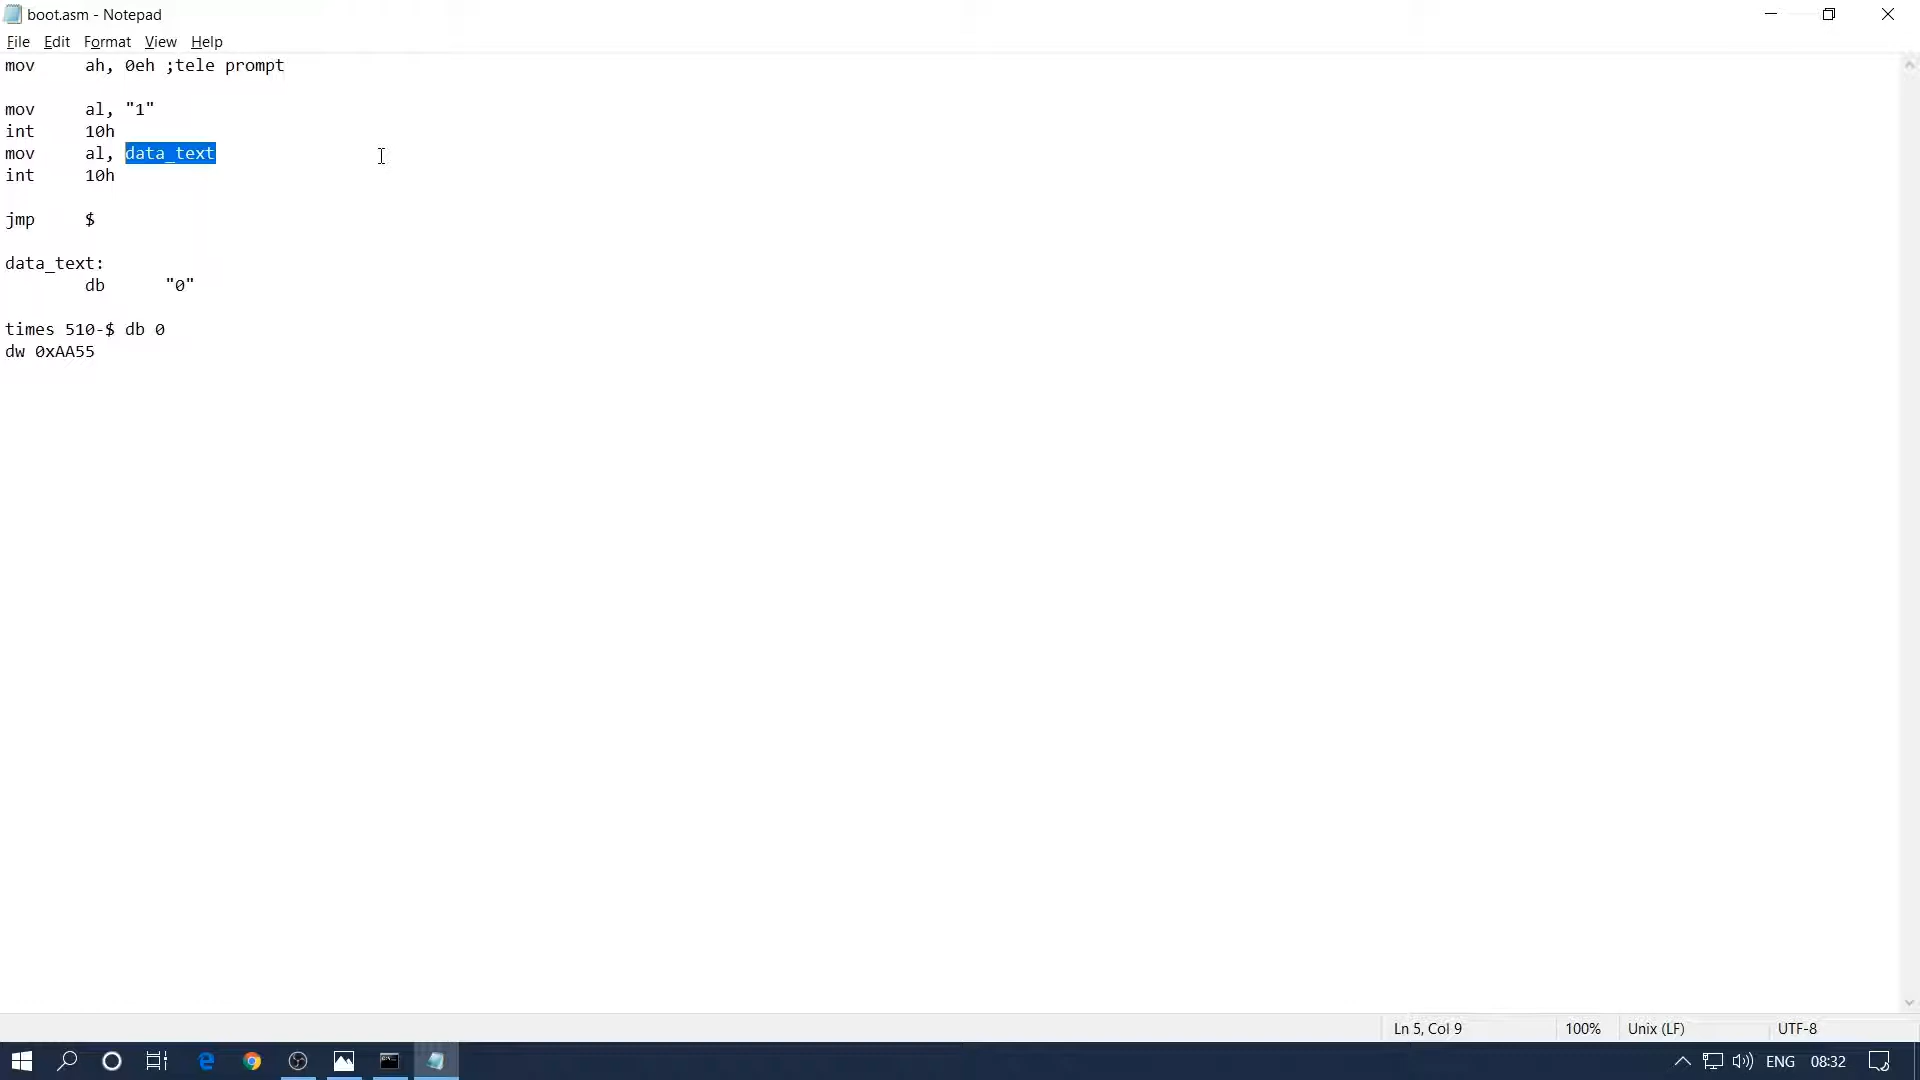 boot.asm - Notepad
File Edit Format View Help
mov     ah, 0eh ;tele prompt
mov     al, "1"
int     10h
mov     al, data_text
int     10h
jmp     $
data_text:
        db      "0"
times 510-$ db 0
dw 0xAA55
Ln 5, Col 9 100% Unix (LF) UTF-8
ENG 08:32